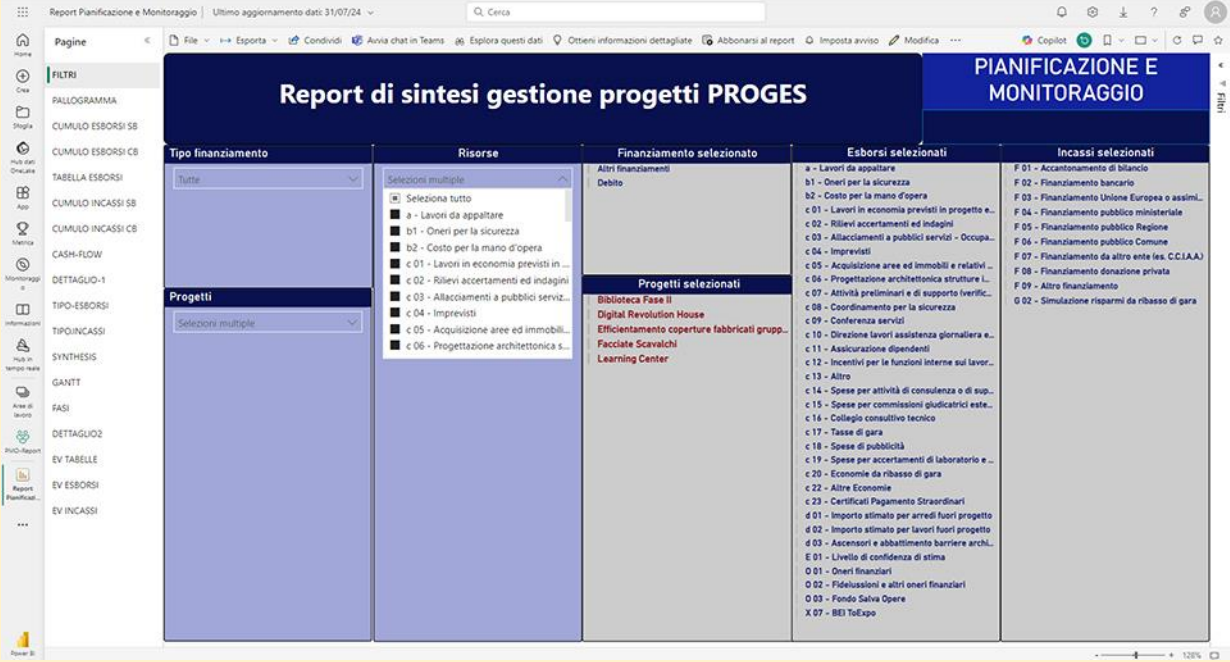 Report Pianificazione e Monitoraggio
Ultimo aggiornamento dati: 31/07/24
Cerca
Home
Crea
Sfoglia
Hub dati OneLake
App
Metrica
Monitoraggio
Informazioni
Hub in tempo reale
Aree di lavoro
PMO-Report
Report Pianificazi...
Power BI
Pagine
FILTRI
PALLOGRAMMA
CUMULO ESBORSI SB
CUMULO ESBORSI CB
TABELLA ESBORSI
CUMULO INCASSI SB
CUMULO INCASSI CB
CASH-FLOW
DETTAGLIO-1
TIPO-ESBORSI
TIPO.INCASSI
SYNTHESIS
GANTT
FASI
DETTAGLIO2
EV TABELLE
EV ESBORSI
EV INCASSI
File
Esporta
Condividi
Avvia chat in Teams
Esplora questi dati
Ottieni informazioni dettagliate
Abbonarsi al report
Imposta avviso
Modifica
Copilot
Filtri
Report di sintesi gestione progetti PROGES
PIANIFICAZIONE E
MONITORAGGIO
Tipo finanziamento
Tutte
Progetti
Selezioni multiple
Risorse
Selezioni multiple
Seleziona tutto
a - Lavori da appaltare
b1 - Oneri per la sicurezza
b2 - Costo per la mano d'opera
c 01 - Lavori in economia previsti in ...
c 02 - Rilievi accertamenti ed indagini
c 03 - Allacciamenti a pubblici serviz...
c 04 - Imprevisti
c 05 - Acquisizione aree ed immobili...
c 06 - Progettazione architettonica s...
Finanziamento selezionato
Altri finanziamenti
Debito
Progetti selezionati
Biblioteca Fase II
Digital Revolution House
Efficientamento coperture fabbricati grupp...
Facciate Scavalchi
Learning Center
Esborsi selezionati
a - Lavori da appaltare
b1 - Oneri per la sicurezza
b2 - Costo per la mano d'opera
c 01 - Lavori in economia previsti in progetto e...
c 02 - Rilievi accertamenti ed indagini
c 03 - Allacciamenti a pubblici servizi - Occupa...
c 04 - Imprevisti
c 05 - Acquisizione aree ed immobili e relativi ...
c 06 - Progettazione architettonica strutture i...
c 07 - Attività preliminari e di supporto (verific...
c 08 - Coordinamento per la sicurezza
c 09 - Conferenza servizi
c 10 - Direzione lavori assistenza giornaliera e...
c 11 - Assicurazione dipendenti
c 12 - Incentivi per le funzioni interne sui lavor...
c 13 - Altro
c 14 - Spese per attività di consulenza o di sup...
c 15 - Spese per commissioni giudicatrici este...
c 16 - Collegio consultivo tecnico
c 17 - Tasse di gara
c 18 - Spese di pubblicità
c 19 - Spese per accertamenti di laboratorio e ...
c 20 - Economie da ribasso di gara
c 22 - Altre Economie
c 23 - Certificati Pagamento Straordinari
d 01 - Importo stimato per arredi fuori progetto
d 02 - Importo stimato per lavori fuori progetto
d 03 - Ascensori e abbattimento barriere archi...
E 01 - Livello di confidenza di stima
O 01 - Oneri finanziari
O 02 - Fideiussioni e altri oneri finanziari
O 03 - Fondo Salva Opere
X 07 - BEI ToExpo
Incassi selezionati
F 01 - Accantonamento di bilancio
F 02 - Finanziamento bancario
F 03 - Finanziamento Unione Europea o assimi...
F 04 - Finanziamento pubblico ministeriale
F 05 - Finanziamento pubblico Regione
F 06 - Finanziamento pubblico Comune
F 07 - Finanziamento da altro ente (es. C.C.I.A.A.)
F 08 - Finanziamento donazione privata
F 09 - Altro finanziamento
G 02 - Simulazione risparmi da ribasso di gara
128%